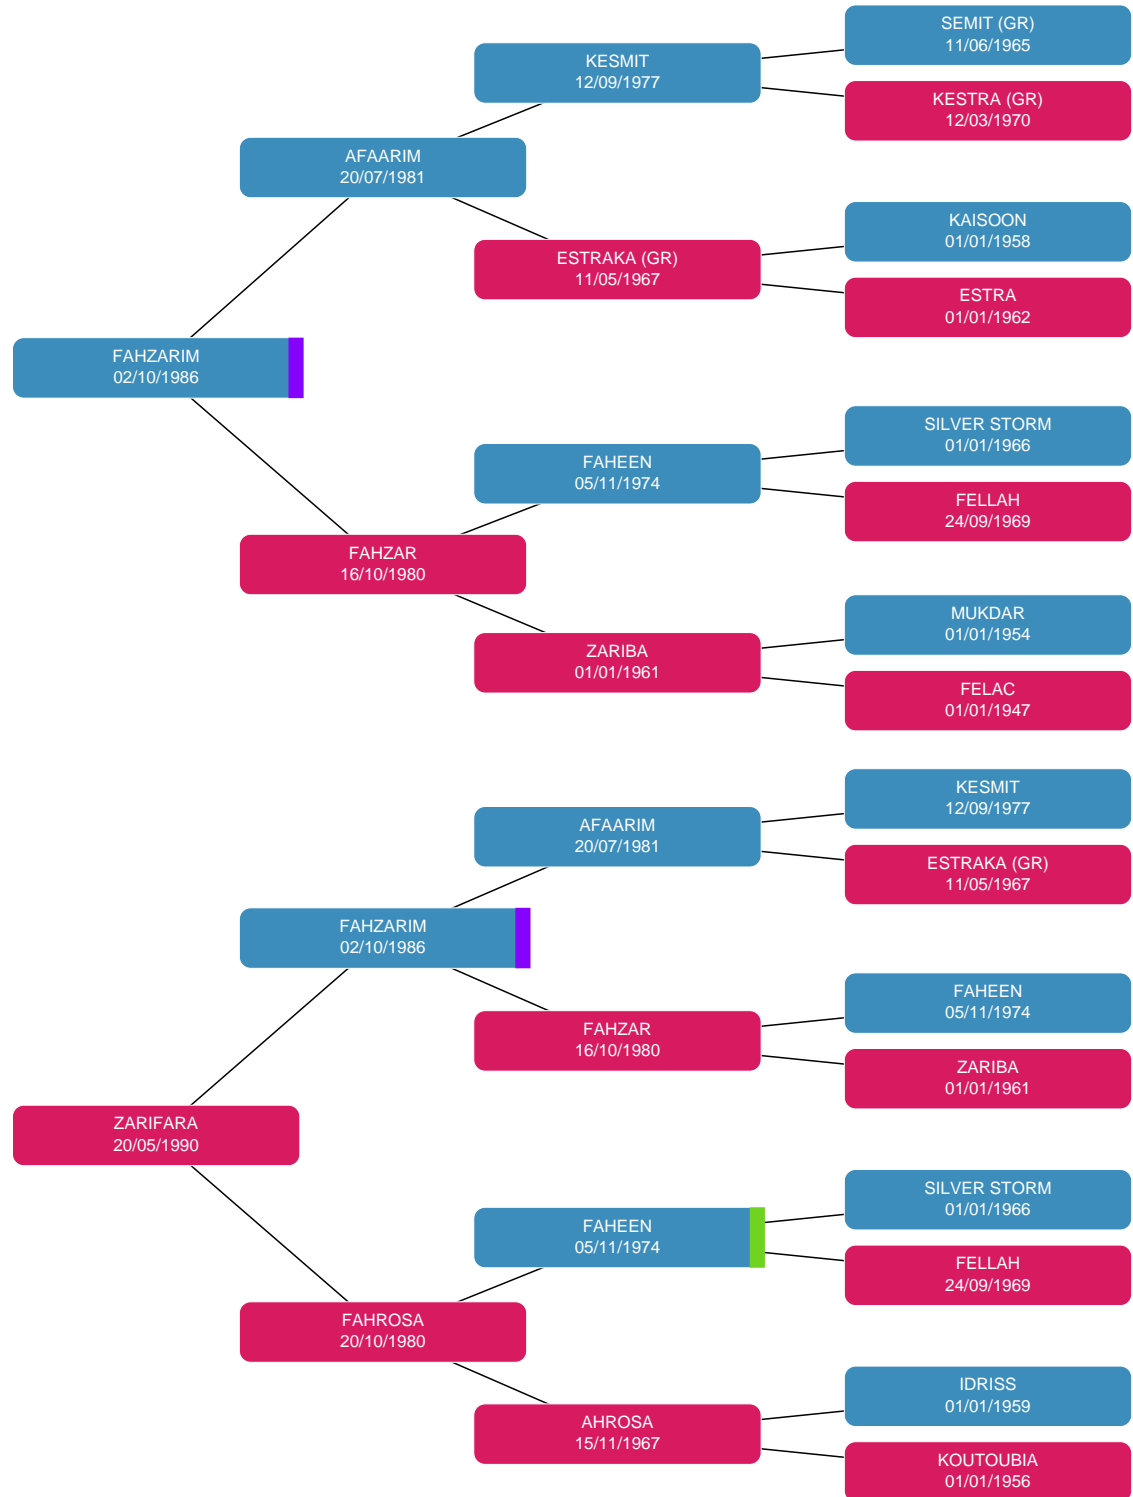 SEMIT (GR)
11/06/1965
KESMIT
12/09/1977
KESTRA (GR)
12/03/1970
AFAARIM
20/07/1981
KAISOON
01/01/1958
ESTRAKA (GR)
11/05/1967
ESTRA
01/01/1962
FAHZARIM
02/10/1986
SILVER STORM
01/01/1966
FAHEEN
05/11/1974
FELLAH
24/09/1969
FAHZAR
16/10/1980
MUKDAR
01/01/1954
ZARIBA
01/01/1961
FELAC
01/01/1947
KESMIT
12/09/1977
AFAARIM
20/07/1981
ESTRAKA (GR)
11/05/1967
FAHZARIM
02/10/1986
FAHEEN
05/11/1974
FAHZAR
16/10/1980
ZARIBA
01/01/1961
ZARIFARA
20/05/1990
SILVER STORM
01/01/1966
FAHEEN
05/11/1974
FELLAH
24/09/1969
FAHROSA
20/10/1980
IDRISS
01/01/1959
AHROSA
15/11/1967
KOUTOUBIA
01/01/1956